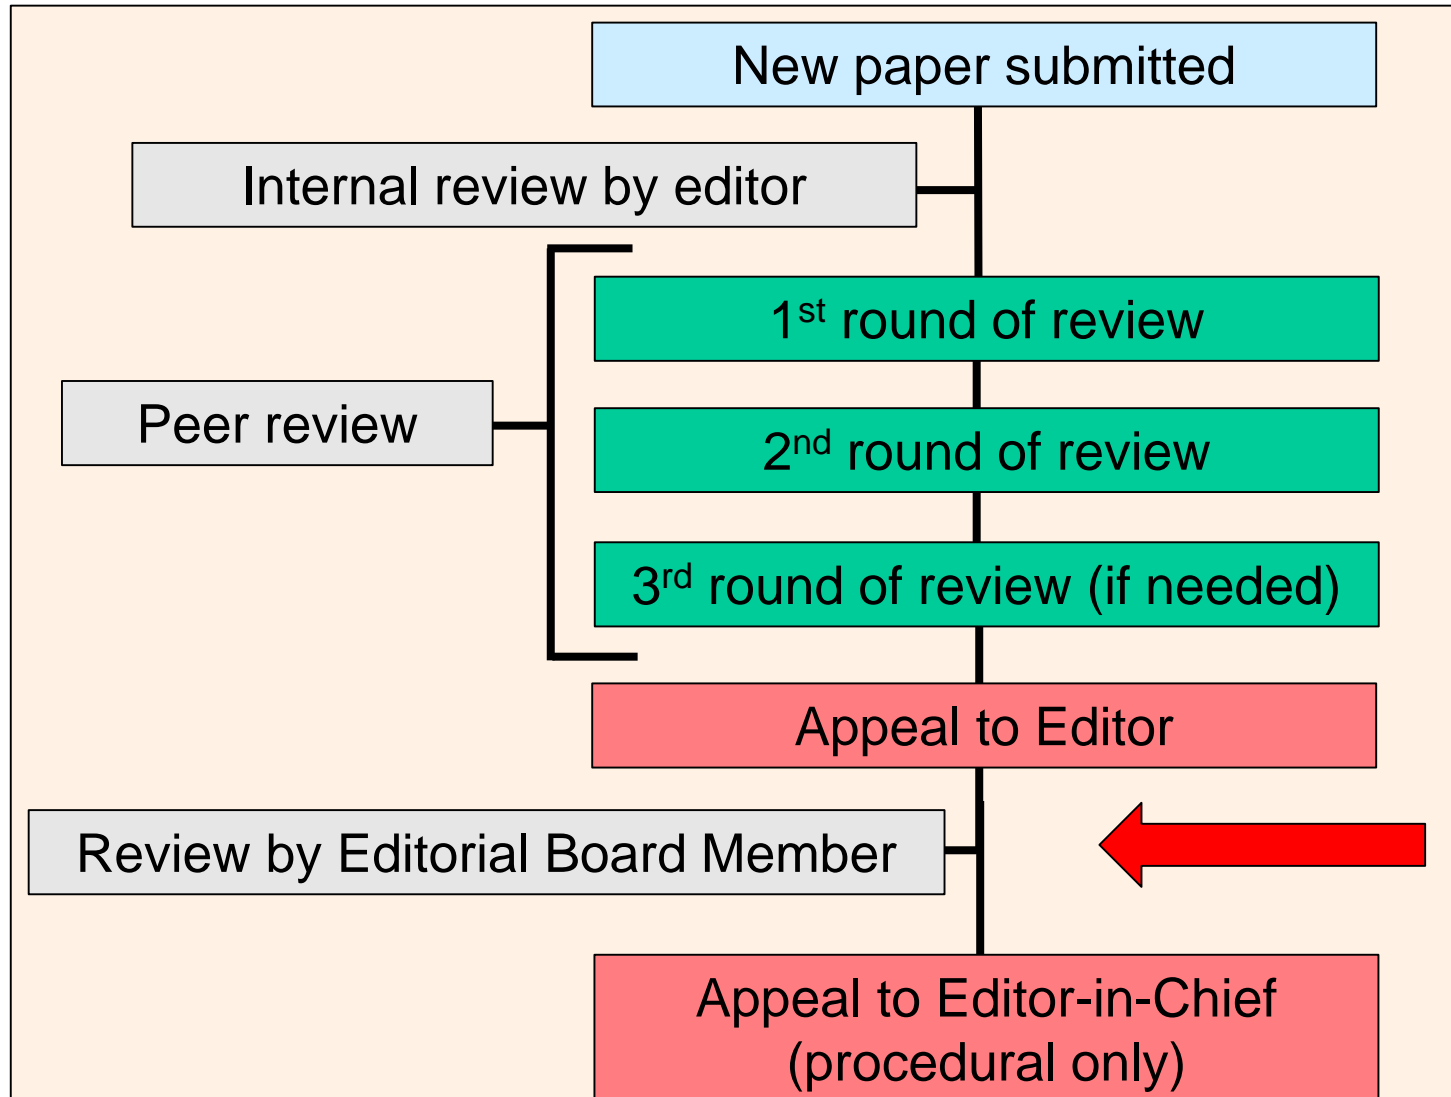 New paper submitted
Internal review by editor
1st round of review
Peer review
2nd round of review
3rd round of review (if needed)
Appeal to Editor
Review by Editorial Board Member
Appeal to Editor-in-Chief
(procedural only)